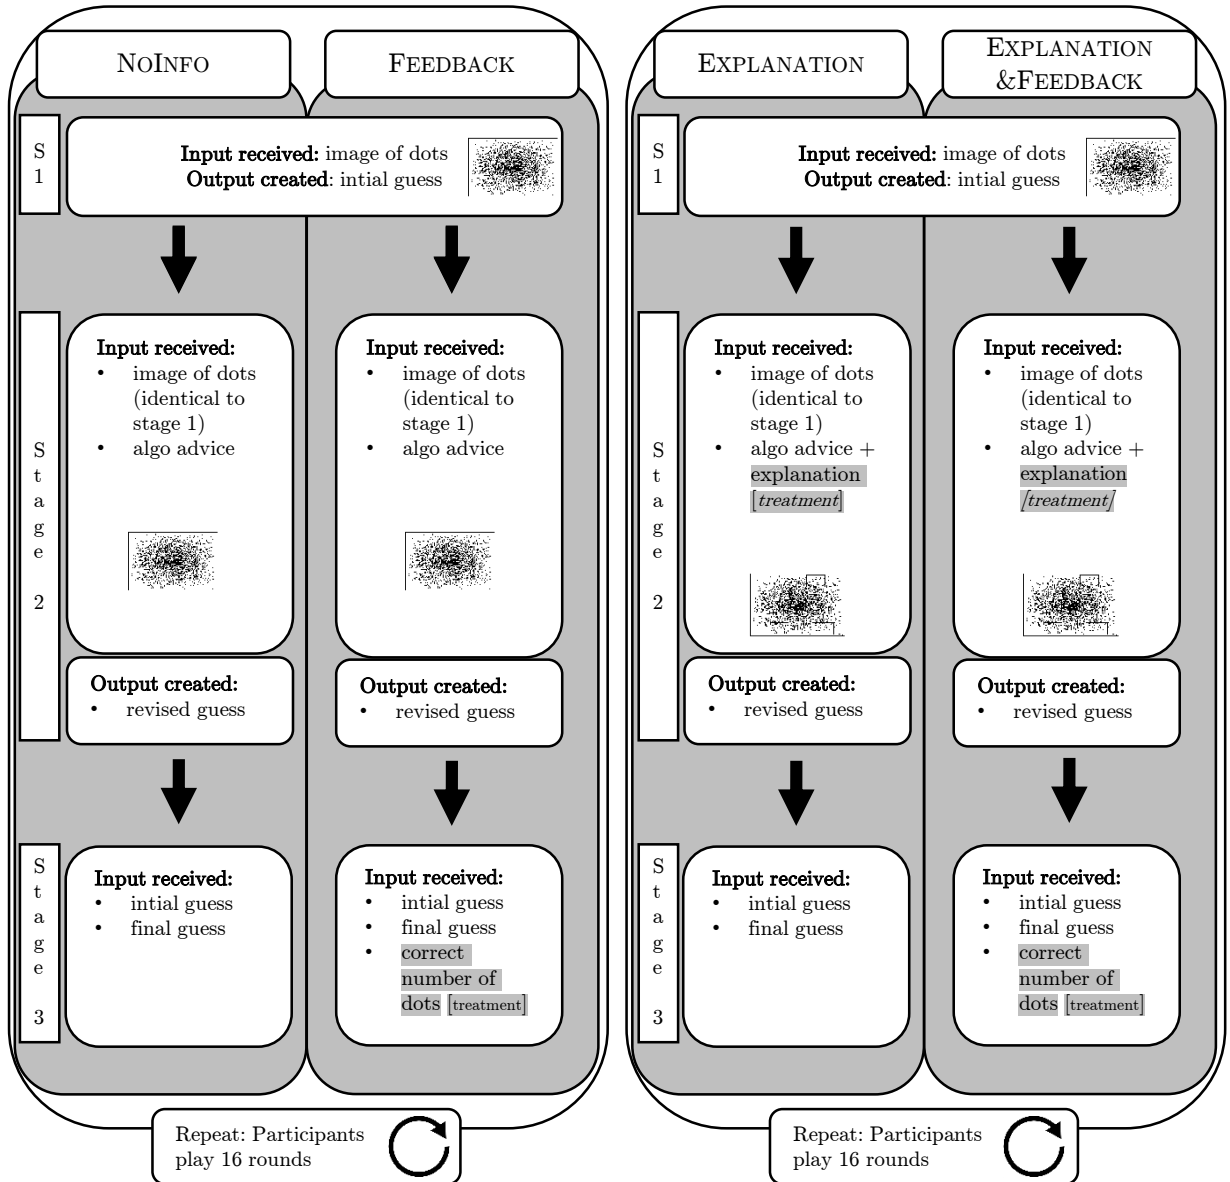 NOINFO
FEEDBACK
S
1
Input received: image of dots
Output created: intial guess
Input received:
• image of dots
(identical to
stage 1)
• algo advice
Input received:
• image of dots
(identical to
stage 1)
• algo advice
S
t
a
g
e
2
Output created:
• revised guess
Output created:
• revised guess
S
t
a
g
e
3
Input received:
• intial guess
• final guess
Input received:
• intial guess
• final guess
• correct
number of
dots [treatment]
Repeat: Participants
play 16 rounds
EXPLANATION
EXPLANATION
&FEEDBACK
S
1
Input received: image of dots
Output created: intial guess
Input received:
• image of dots
(identical to
stage 1)
• algo advice +
explanation
[treatment]
Input received:
• image of dots
(identical to
stage 1)
• algo advice +
explanation
[treatment]
S
t
a
g
e
2
Output created:
• revised guess
Output created:
• revised guess
S
t
a
g
e
3
Input received:
• intial guess
• final guess
Input received:
• intial guess
• final guess
• correct
number of
dots [treatment]
Repeat: Participants
play 16 rounds